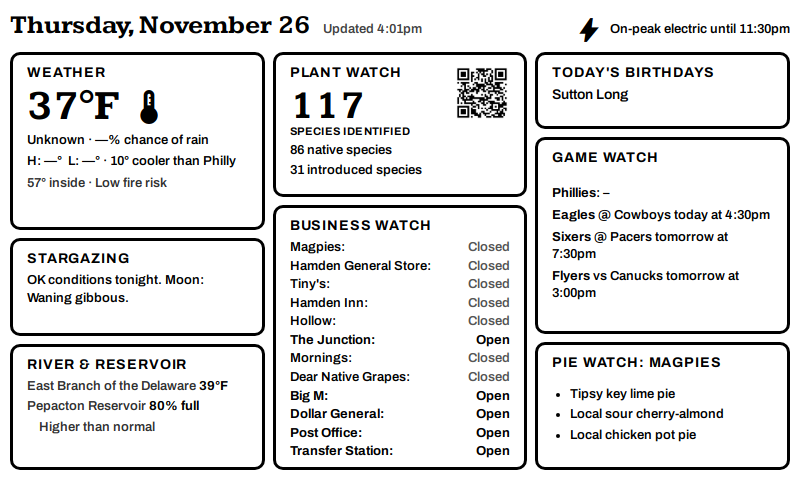 Thursday, November 26 Updated 4:01pm
On-peak electric until 11:30pm
WEATHER
37°F
Unknown · —% chance of rain
H: —° L: —° · 10° cooler than Philly
57° inside · Low fire risk
STARGAZING
OK conditions tonight. Moon:
Waning gibbous.
RIVER & RESERVOIR
East Branch of the Delaware 39°F
Pepacton Reservoir 80% full
Higher than normal
PLANT WATCH
117
SPECIES IDENTIFIED
86 native species
31 introduced species
BUSINESS WATCH
Magpies: Closed
Hamden General Store: Closed
Tiny's: Closed
Hamden Inn: Closed
Hollow: Closed
The Junction: Open
Mornings: Closed
Dear Native Grapes: Closed
Big M: Open
Dollar General: Open
Post Office: Open
Transfer Station: Open
TODAY'S BIRTHDAYS
Sutton Long
GAME WATCH
Phillies: –
Eagles @ Cowboys today at 4:30pm
Sixers @ Pacers tomorrow at
7:30pm
Flyers vs Canucks tomorrow at
3:00pm
PIE WATCH: MAGPIES
• Tipsy key lime pie
• Local sour cherry-almond
• Local chicken pot pie